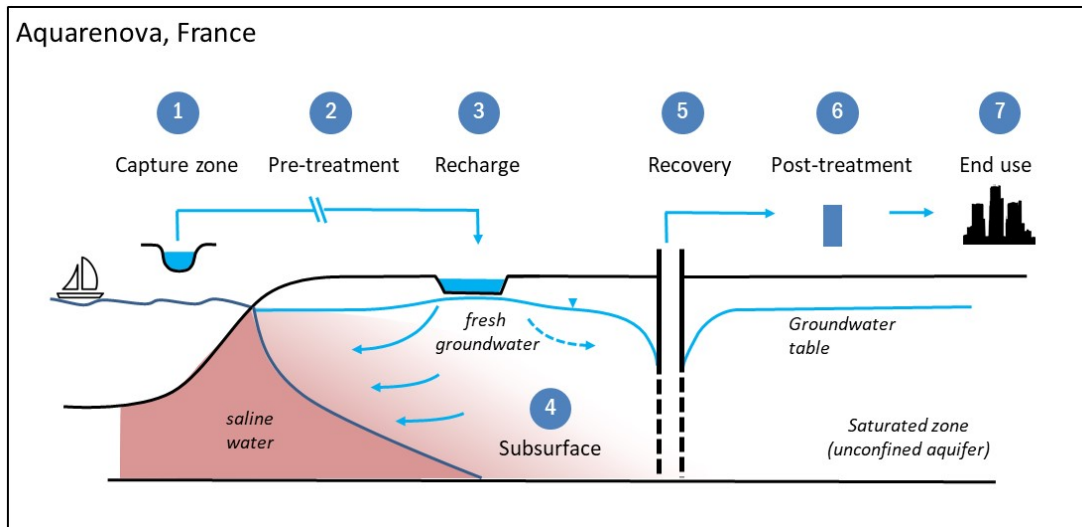 Aquarenova, France
1
2
3
5
6
7
Capture zone
Pre-treatment
Recharge
Recovery
Post-treatment
End use
fresh
groundwater
Groundwater
table
4
Subsurface
saline
water
Saturated zone
(unconfined aquifer)